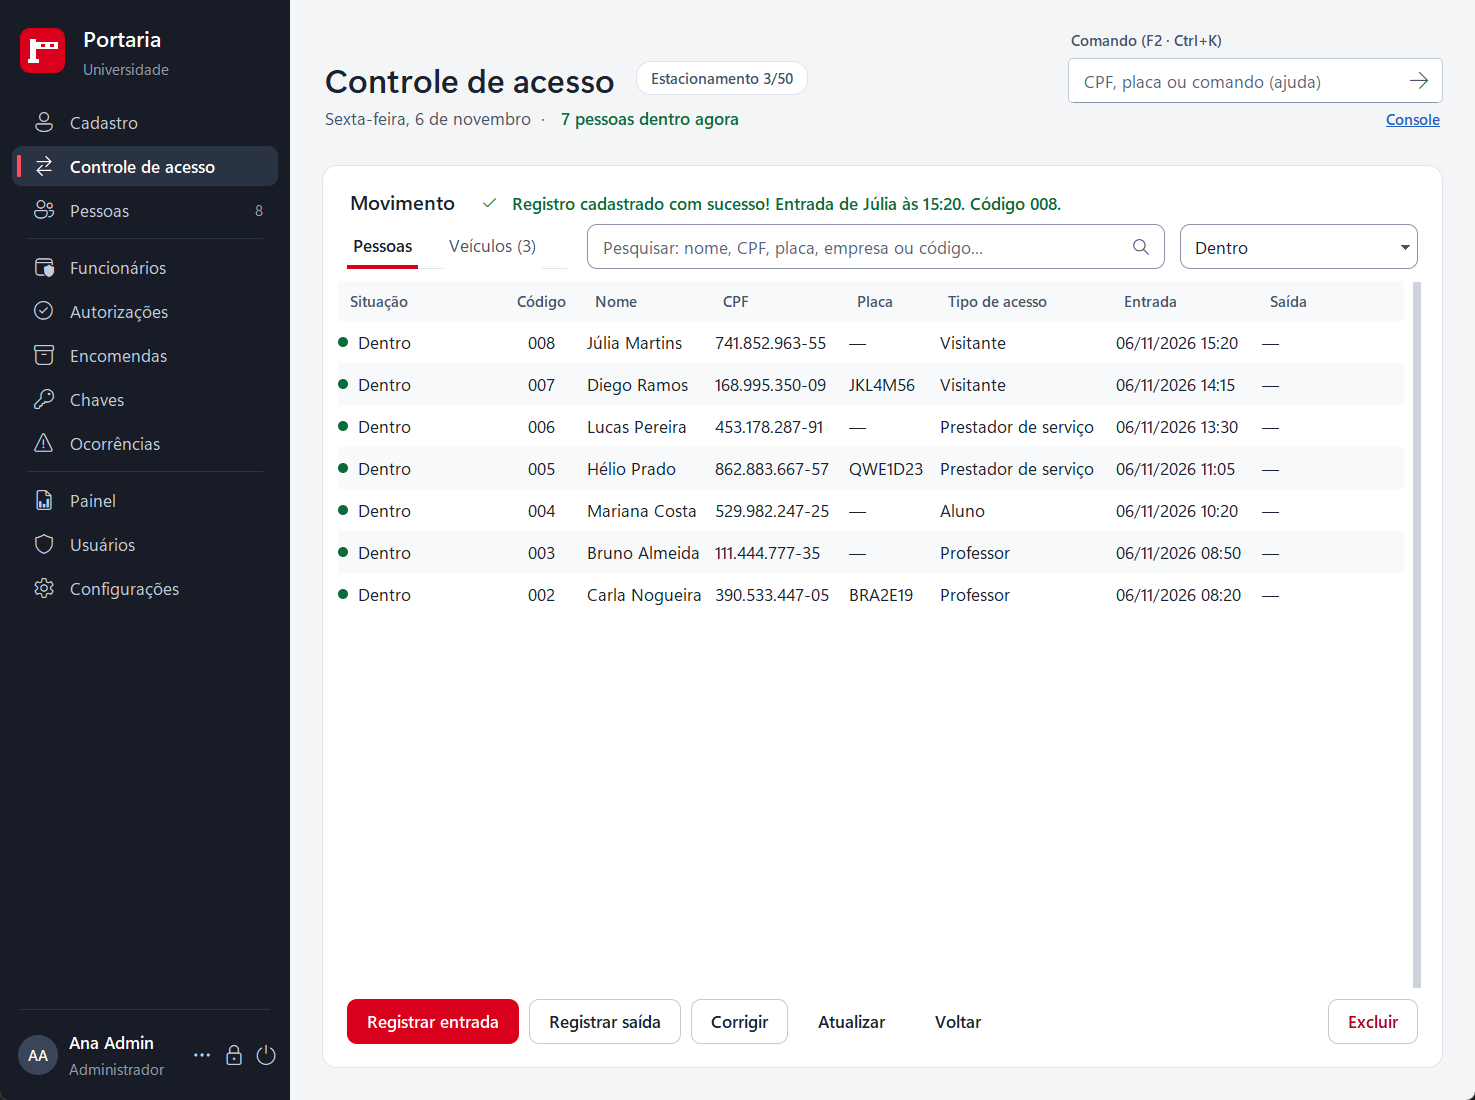 Portaria
Universidade
Cadastro
Controle de acesso
Pessoas 8
Funcionários
Autorizações
Encomendas
Chaves
Ocorrências
Painel
Usuários
Configurações
AA
Ana Admin
Administrador
Controle de acesso
Estacionamento 3/50
Sexta-feira, 6 de novembro · 7 pessoas dentro agora
Comando (F2 · Ctrl+K)
CPF, placa ou comando (ajuda)
Console
Movimento
Registro cadastrado com sucesso! Entrada de Júlia às 15:20. Código 008.
Pessoas Veículos (3) Pesquisar: nome, CPF, placa, empresa ou código... Dentro
Situação Código Nome CPF Placa Tipo de acesso Entrada Saída
Dentro 008 Júlia Martins 741.852.963-55 — Visitante 06/11/2026 15:20 —
Dentro 007 Diego Ramos 168.995.350-09 JKL4M56 Visitante 06/11/2026 14:15 —
Dentro 006 Lucas Pereira 453.178.287-91 — Prestador de serviço 06/11/2026 13:30 —
Dentro 005 Hélio Prado 862.883.667-57 QWE1D23 Prestador de serviço 06/11/2026 11:05 —
Dentro 004 Mariana Costa 529.982.247-25 — Aluno 06/11/2026 10:20 —
Dentro 003 Bruno Almeida 111.444.777-35 — Professor 06/11/2026 08:50 —
Dentro 002 Carla Nogueira 390.533.447-05 BRA2E19 Professor 06/11/2026 08:20 —
Registrar entrada Registrar saída Corrigir Atualizar Voltar Excluir